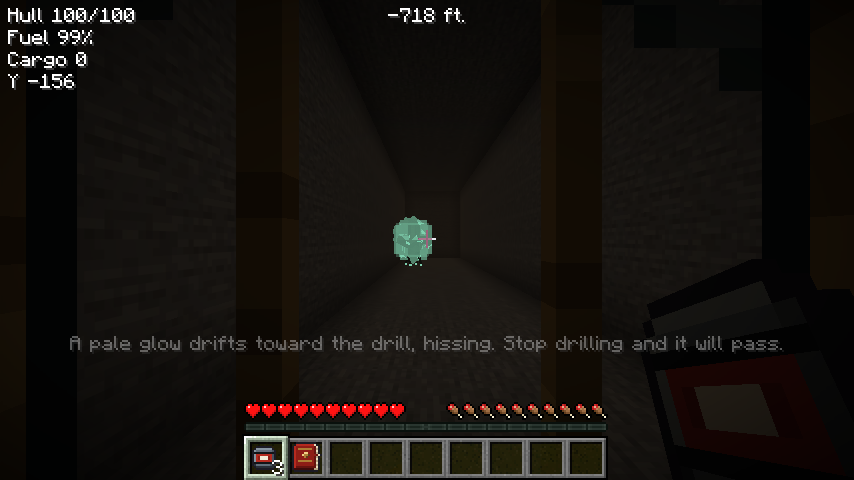 Hull 100/100
-718 ft.
Fuel 99%
Cargo 0
Y -156
A pale glow drifts toward the drill, hissing. Stop drilling and it will pass.
3